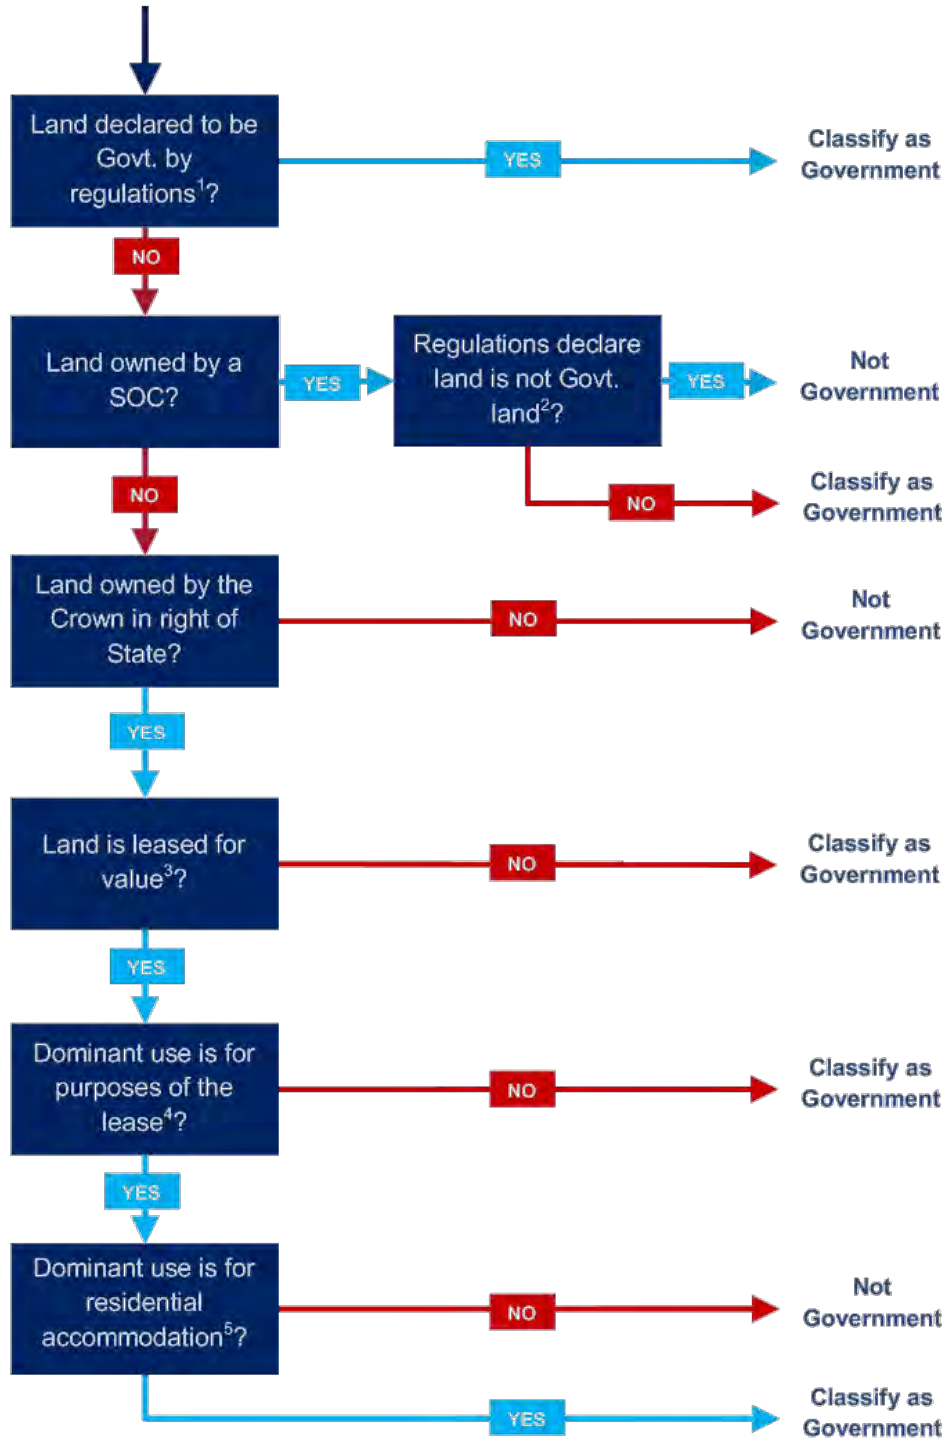 Land declared to be
Govt. by
regulations¹?
YES
Classify as
Government
NO
Land owned by a
SOC?
YES
Regulations declare
land is not Govt.
land²?
YES
Not
Government
NO
Classify as
Government
NO
Land owned by the
Crown in right of
State?
NO
Not
Government
YES
Land is leased for
value³?
NO
Classify as
Government
YES
Dominant use is for
purposes of the
lease⁴?
NO
Classify as
Government
YES
Dominant use is for
residential
accommodation⁵?
NO
Not
Government
YES
Classify as
Government